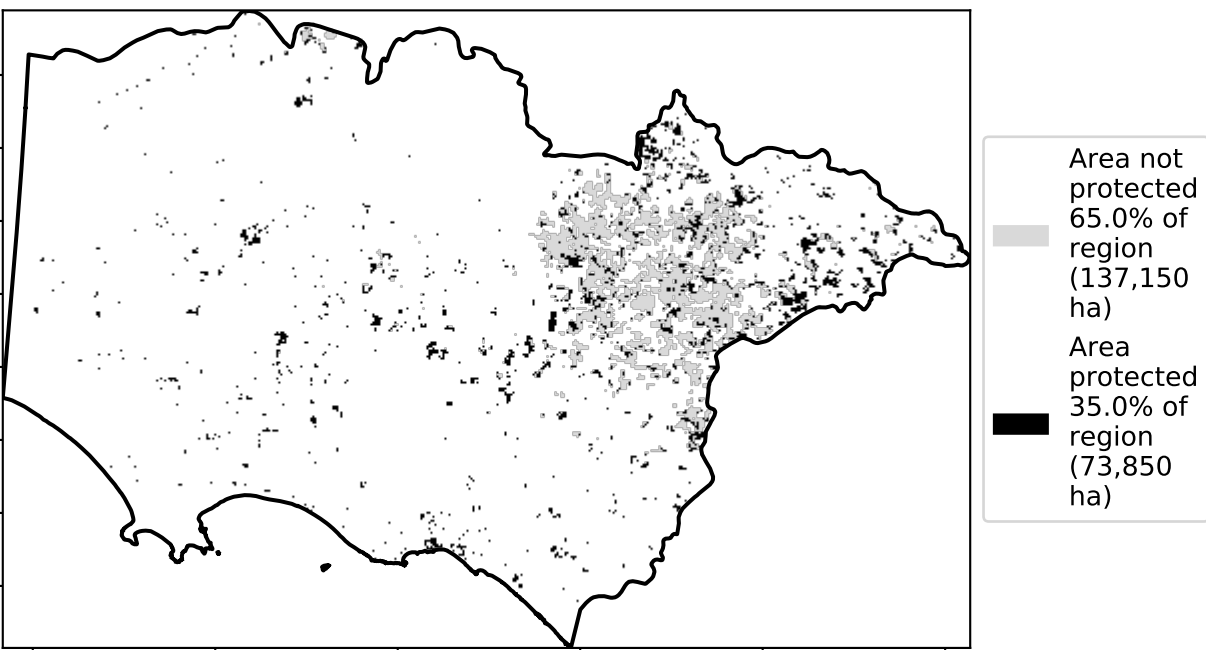 Area not
protected
65.0% of
region
(137,150
ha)
Area
protected
35.0% of
region
(73,850
ha)